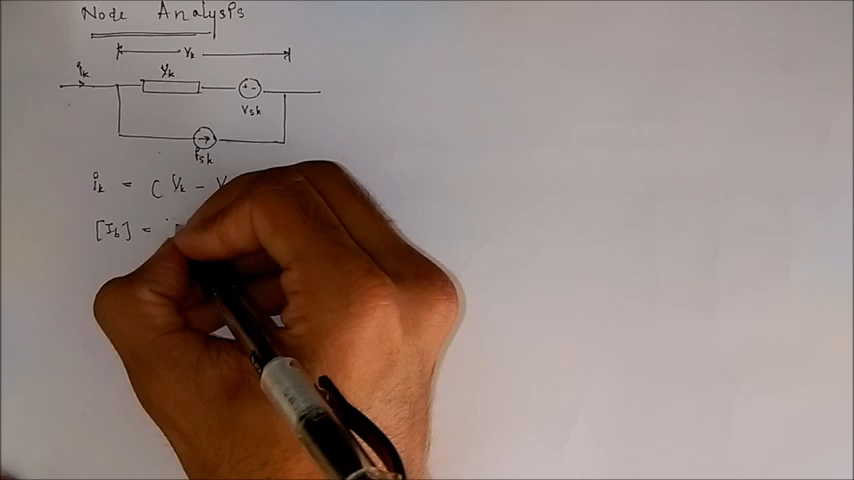 Node Analysis
Vk
ik
Yk
+ -
Vsk
isk
ik = ( Vk - V
[Ib] = [